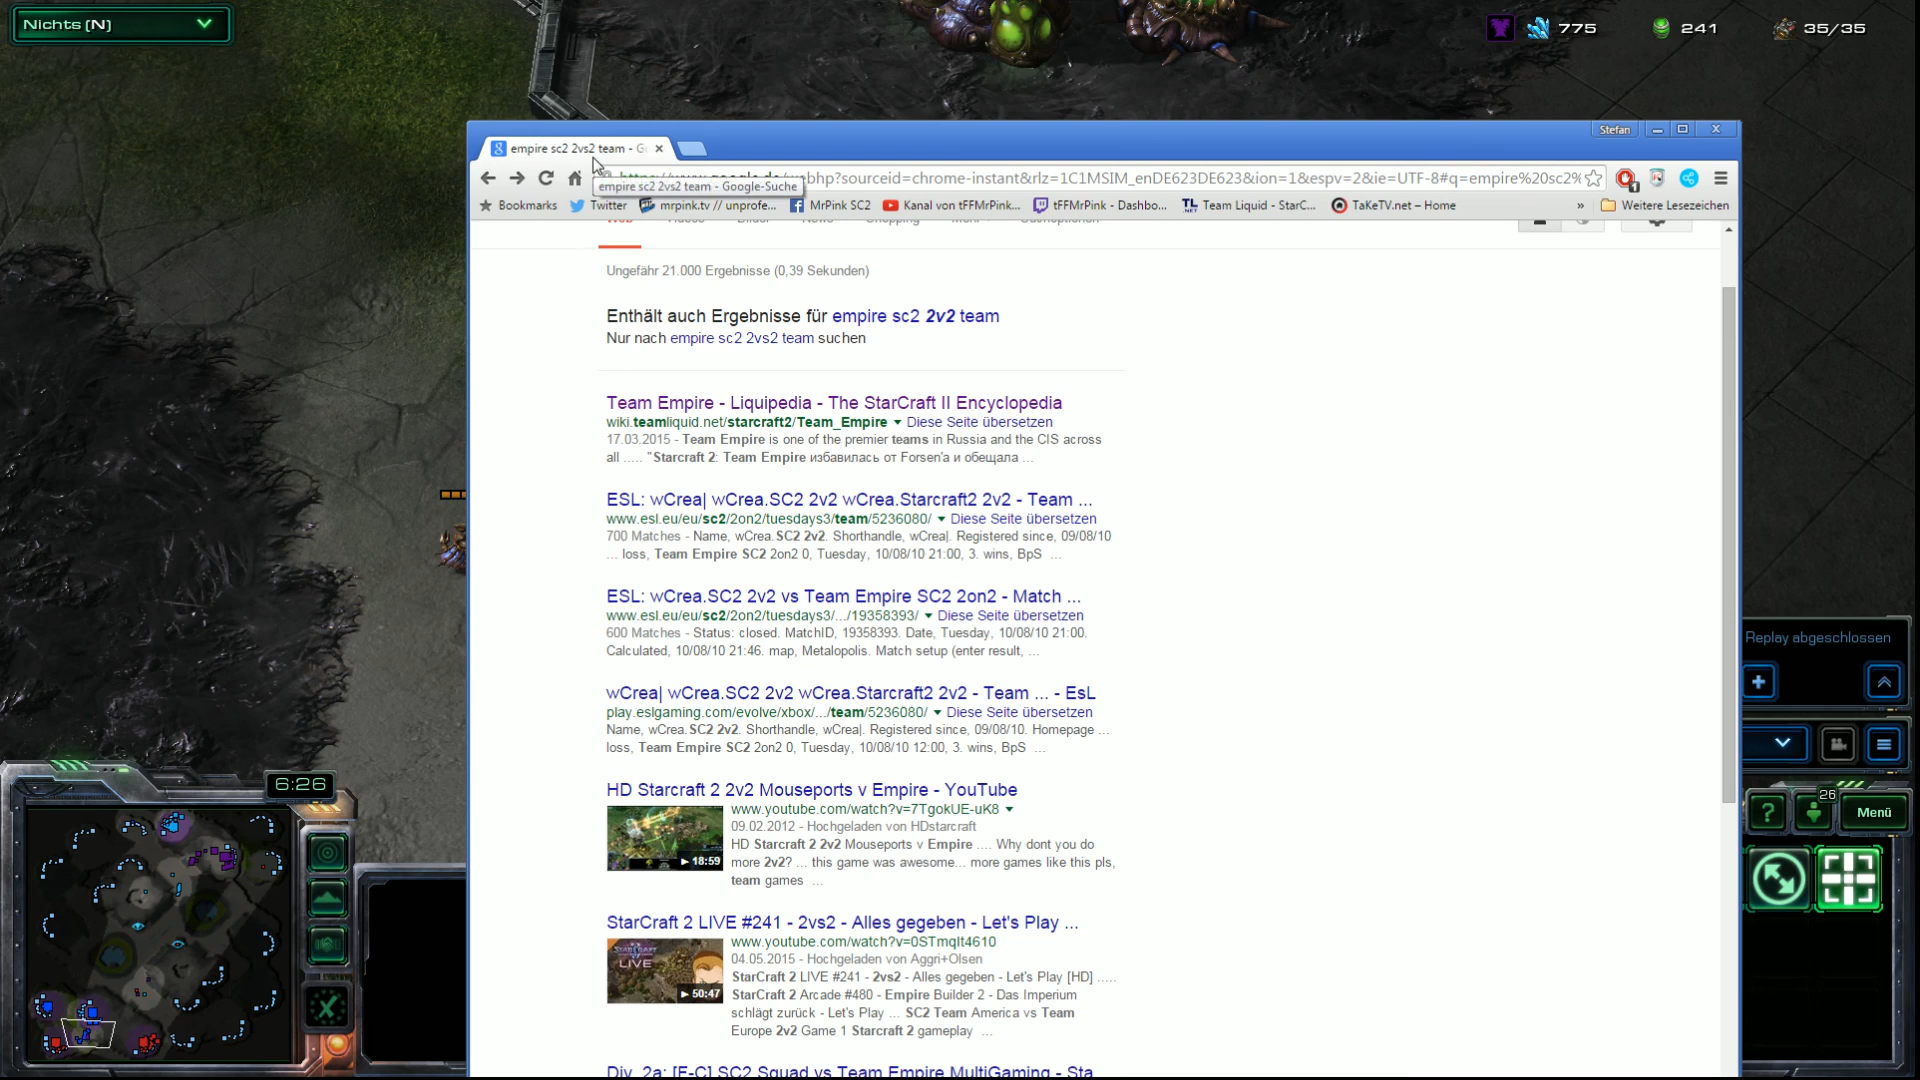 Nichts (N)
775
241
35/35
Stefan
empire sc2 2vs2 team - G
webhp?sourceid=chrome-instant&rlz=1C1MSIM_enDE623DE623&ion=1&espv=2&ie=UTF-8#q=empire%20sc2%
empire sc2 2vs2 team - Google-Suche
Bookmarks
Twitter
mrpink.tv // unprofe...
MrPink SC2
Kanal von tFFMrPink...
tFFMrPink - Dashbo...
Team Liquid - StarC...
TaKeTV.net – Home
»
Weitere Lesezeichen
Ungefähr 21.000 Ergebnisse (0,39 Sekunden)
Enthält auch Ergebnisse für empire sc2 2v2 team
Nur nach empire sc2 2vs2 team suchen
Team Empire - Liquipedia - The StarCraft II Encyclopedia
wiki.teamliquid.net/starcraft2/Team_Empire Diese Seite übersetzen
17.03.2015 - Team Empire is one of the premier teams in Russia and the CIS across
all ..... "Starcraft 2: Team Empire избавилась от Forsen'а и обещала ...
ESL: wCrea| wCrea.SC2 2v2 wCrea.Starcraft2 2v2 - Team ...
www.esl.eu/eu/sc2/2on2/tuesdays3/team/5236080/ Diese Seite übersetzen
700 Matches - Name, wCrea.SC2 2v2. Shorthandle, wCrea|. Registered since, 09/08/10
... loss, Team Empire SC2 2on2 0, Tuesday, 10/08/10 21:00, 3. wins, BpS ...
ESL: wCrea.SC2 2v2 vs Team Empire SC2 2on2 - Match ...
www.esl.eu/eu/sc2/2on2/tuesdays3/.../19358393/ Diese Seite übersetzen
600 Matches - Status: closed. MatchID, 19358393. Date, Tuesday, 10/08/10 21:00.
Calculated, 10/08/10 21:46. map, Metalopolis. Match setup (enter result, ...
wCrea| wCrea.SC2 2v2 wCrea.Starcraft2 2v2 - Team ... - EsL
play.eslgaming.com/evolve/xbox/.../team/5236080/ Diese Seite übersetzen
Name, wCrea.SC2 2v2. Shorthandle, wCrea|. Registered since, 09/08/10. Homepage ...
loss, Team Empire SC2 2on2 0, Tuesday, 10/08/10 12:00, 3. wins, BpS ...
HD Starcraft 2 2v2 Mouseports v Empire - YouTube
www.youtube.com/watch?v=7TgokUE-uK8
09.02.2012 - Hochgeladen von HDstarcraft
HD Starcraft 2 2v2 Mouseports v Empire .... Why dont you do
more 2v2? ... this game was awesome... more games like this pls,
team games ...
18:59
StarCraft 2 LIVE #241 - 2vs2 - Alles gegeben - Let's Play ...
www.youtube.com/watch?v=0STmqIt4610
04.05.2015 - Hochgeladen von Aggri+Olsen
StarCraft 2 LIVE #241 - 2vs2 - Alles gegeben - Let's Play [HD] .....
StarCraft 2 Arcade #480 - Empire Builder 2 - Das Imperium
schlägt zurück - Let's Play ... SC2 Team America vs Team
Europe 2v2 Game 1 Starcraft 2 gameplay ...
LIVE
50:47
Div. 2a: [E-C] SC2 Squad vs Team Empire MultiGaming - Sta
Replay abgeschlossen
26
Menü
6:26